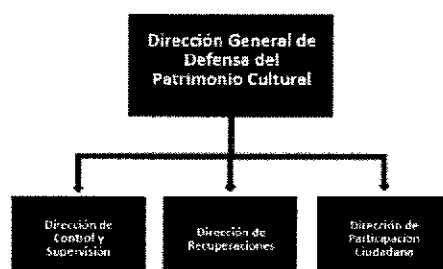 Dirección General de
Defensa del
Patrimonio Cultural
Dirección de
Control y
Supervisión
Dirección de
Recuperaciones
Dirección de
Participación
Ciudadana